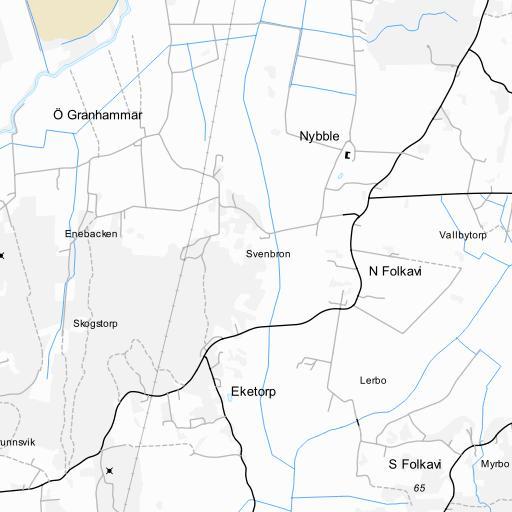 Ö Granhammar
Nybble
Enebacken
Vallbytorp
Svenbron
N Folkavi
Skogstorp
Lerbo
Eketorp
unnsvik
S Folkavi
Myrbo
65